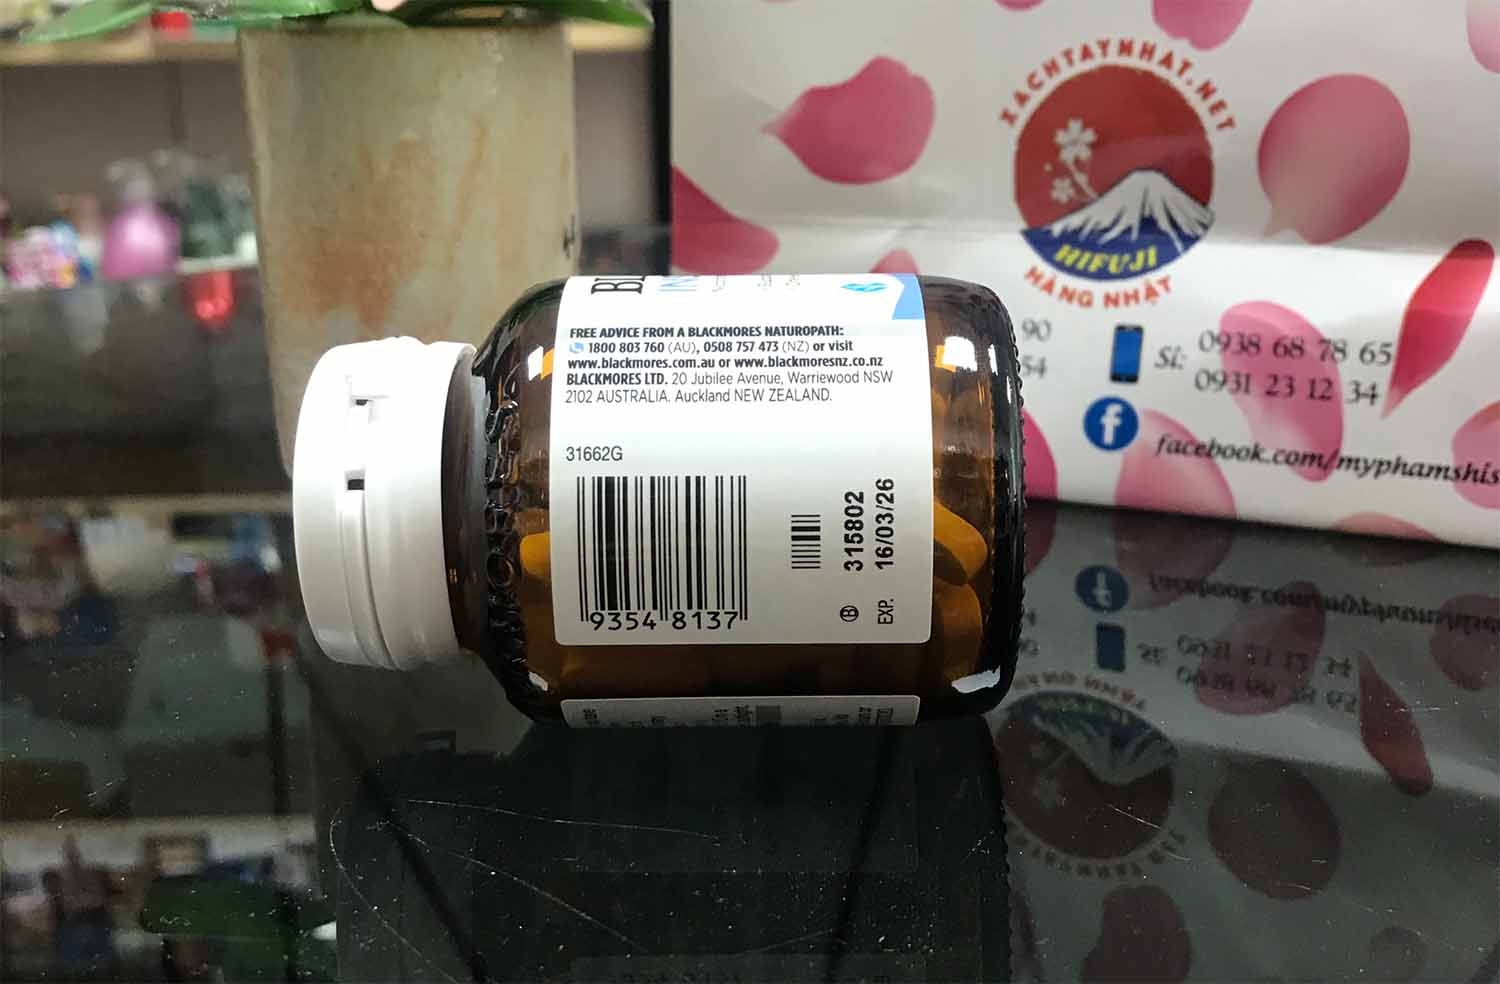 FREE ADVICE FROM A BLACKMORES NATUROPATH:
1800 803 760 (AU), 0508 757 473 (NZ) or visit
www.blackmores.com.au or www.blackmoresnz.co.nz
BLACKMORES LTD. 20 Jubilee Avenue, Warriewood NSW
2102 AUSTRALIA. Auckland NEW ZEALAND.
31662G
9354 8137
315802
EXP. 16/03/26
B
XACHTAYNHAT.NET
HIFUJI
HÀNG NHẬT
90
54
Sỉ: 0938 68 78 65
0931 23 12 34
f
facebook.com/myphamshis